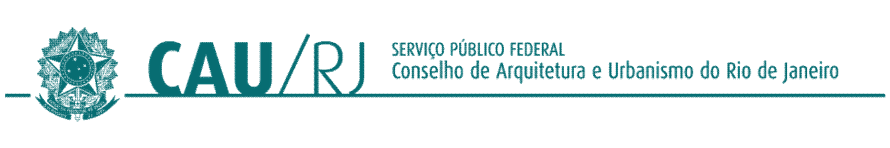 CAU/RJ
SERVIÇO PÚBLICO FEDERAL
Conselho de Arquitetura e Urbanismo do Rio de Janeiro